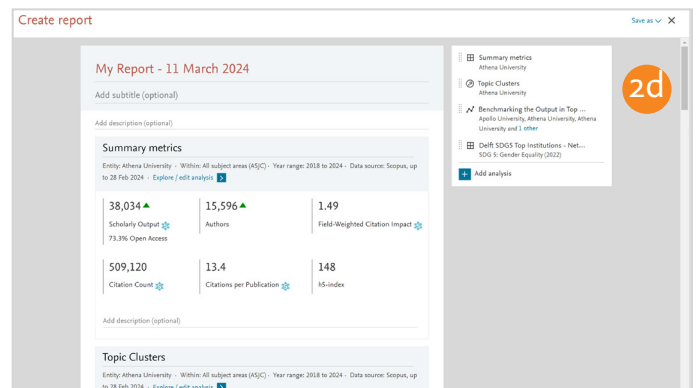 Create report
Save as
My Report - 11 March 2024
Add subtitle (optional)
Add description (optional)
Summary metrics
Entity: Athena University - Within: All subject areas (ASJC) - Year range: 2018 to 2024 - Data source: Scopus, up
to 28 Feb 2024 - Explore / edit analysis
38,034
Scholarly Output
73.3% Open Access
15,596
Authors
1.49
Field-Weighted Citation Impact
509,120
Citation Count
13.4
Citations per Publication
148
h5-index
Add description (optional)
Topic Clusters
Entity: Athena University - Within: All subject areas (ASJC) - Year range: 2018 to 2024 - Data source: Scopus, up
to 28 Feb 2024 - Explore / edit analysis
Summary metrics
Athena University
Topic Clusters
Athena University
Benchmarking the Output in Top ...
Apollo University, Athena University, Athena
University and 1 other
Delft SDG5 Top Institutions - Net...
SDG 5: Gender Equality (2022)
Add analysis
2d